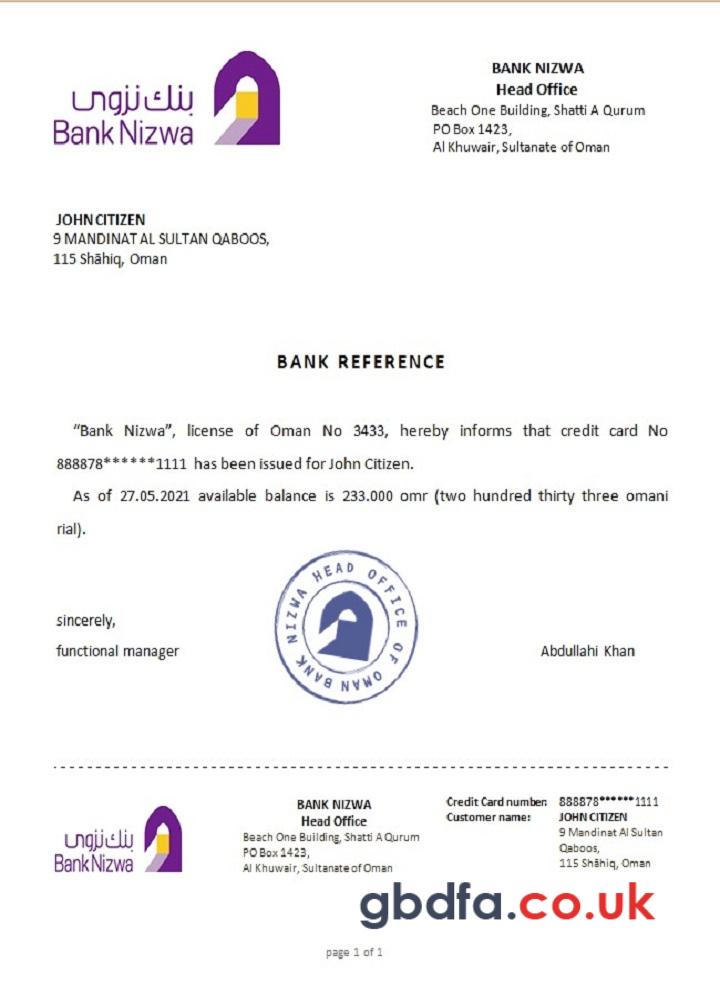 بنك نزوى
Bank Nizwa
BANK NIZWA
Head Office
Beach One Building, Shatti A Qurum
PO Box 1423,
Al Khuwair, Sultanate of Oman
JOHN CITIZEN
9 MANDINAT AL SULTAN QABOOS,
115 Shāhiq, Oman
BANK REFERENCE
“Bank Nizwa”, license of Oman No 3433, hereby informs that credit card No
888878******1111 has been issued for John Citizen.
As of 27.05.2021 available balance is 233.000 omr (two hundred thirty three omani
rial).
NIZWA HEAD OFFICE OF OMAN BANK
sincerely,
functional manager
Abdullahi Khan
بنك نزوى
Bank Nizwa
BANK NIZWA
Head Office
Beach One Building, Shatti A Qurum
PO Box 1423,
Al Khuwair, Sultanate of Oman
Credit Card number: 888878******1111
Customer name: JOHN CITIZEN
9 Mandinat Al Sultan
Qaboos,
115 Shāhiq, Oman
gbdfa.co.uk
page 1 of 1